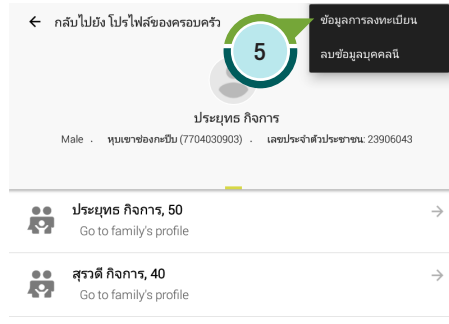 ← กลับไปยัง โปรไฟล์ของครอบครัว
5
ข้อมูลการลงทะเบียน
ลบข้อมูลบุคคลนี้
ประยุทธ กิจการ
Male . หุบเขาช่องกะปีบ (7704030903) . เลขประจำตัวประชาชน: 23906043
ประยุทธ กิจการ, 50
Go to family's profile
สุรวดี กิจการ, 40
Go to family's profile